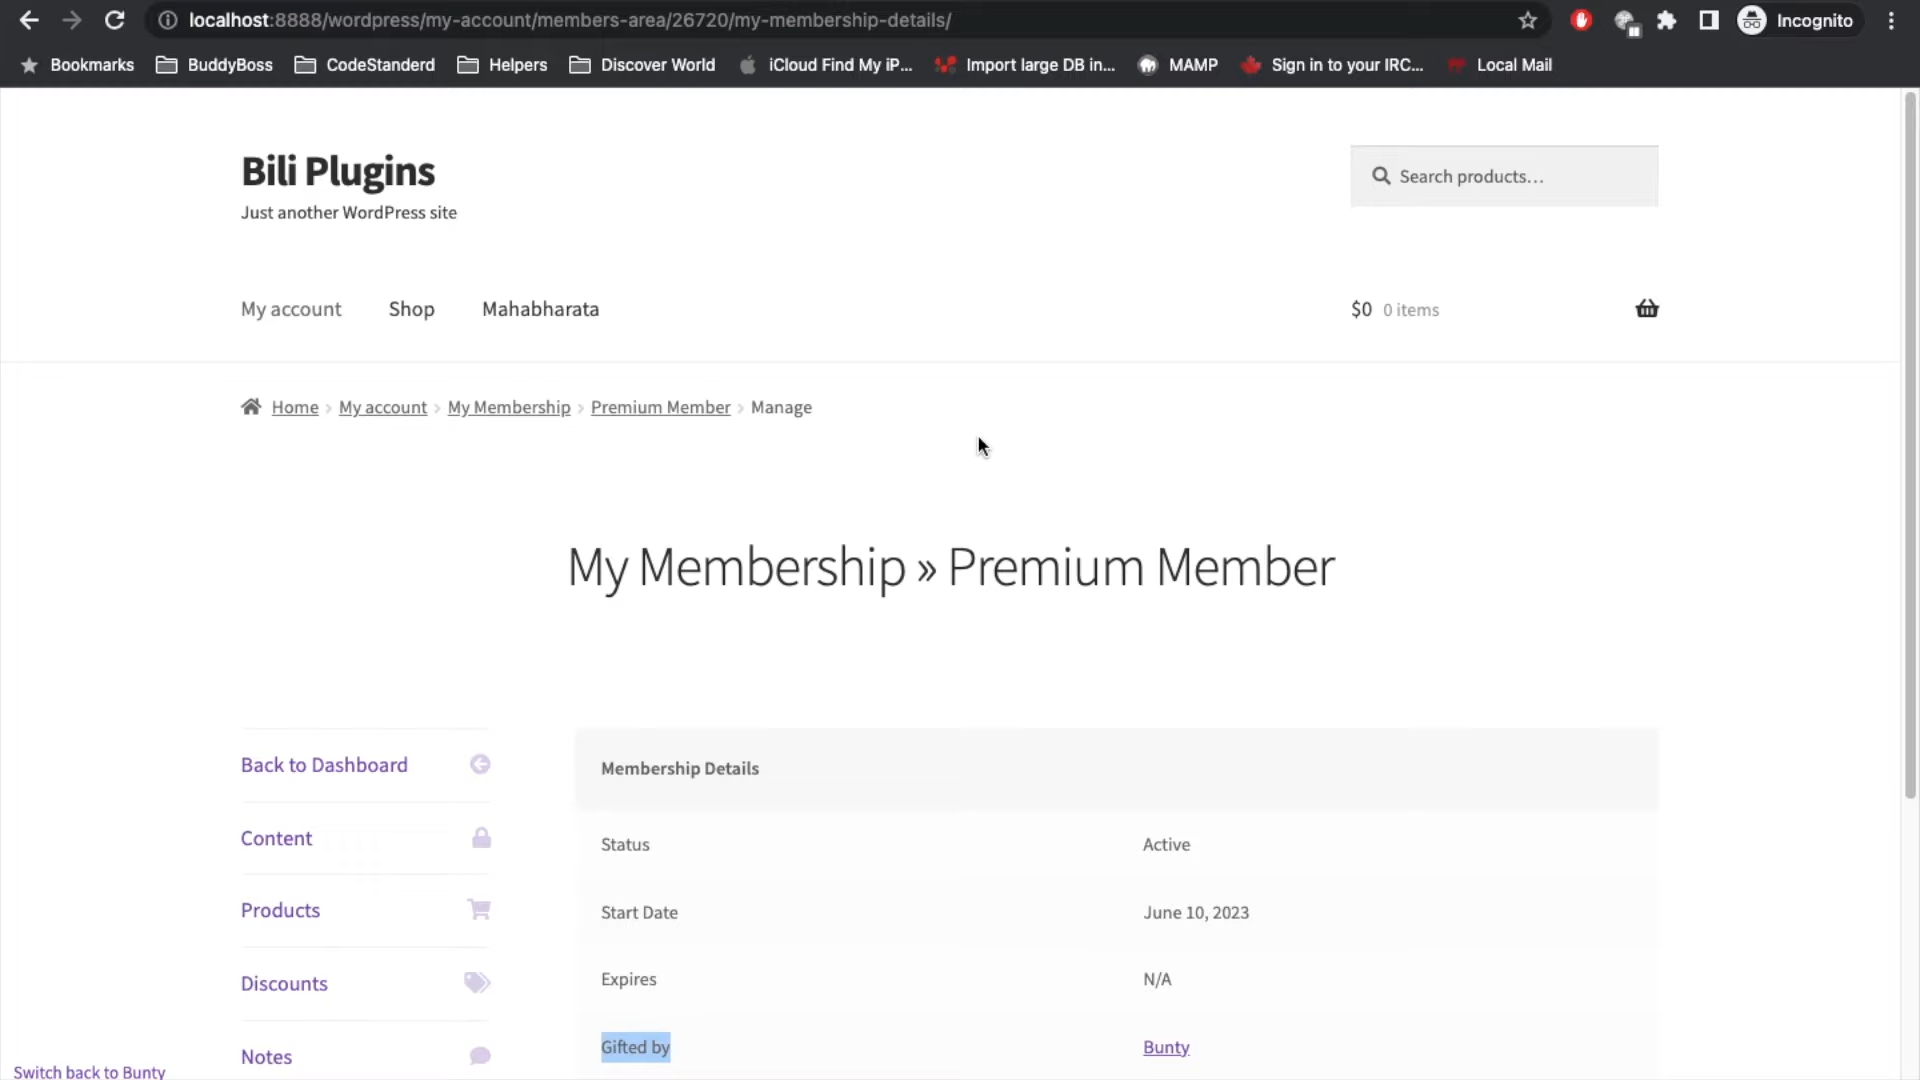 localhost:8888/wordpress/my-account/members-area/26720/my-membership-details/
Incognito
Bookmarks BuddyBoss CodeStanderd Helpers Discover World iCloud Find My iP... Import large DB in... MAMP Sign in to your IRC... Local Mail
Bili Plugins
Just another WordPress site
Search products…
My account Shop Mahabharata
$0 0 items
Home › My account › My Membership › Premium Member › Manage
My Membership » Premium Member
Back to Dashboard
Content
Products
Discounts
Notes
Membership Details
Status Active
Start Date June 10, 2023
Expires N/A
Gifted by Bunty
Switch back to Bunty